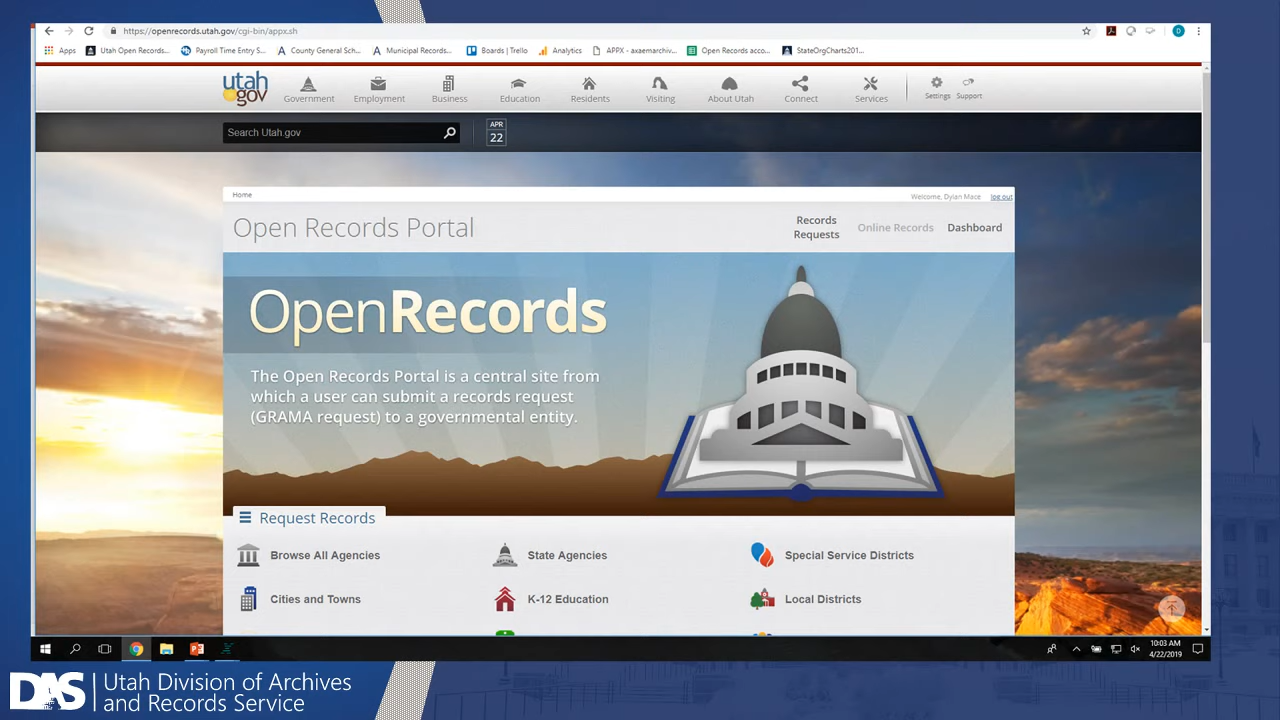 https://openrecords.utah.gov/cgi-bin/appx.sh
Apps Utah Open Records... Payroll Time Entry S... County General Sch... Municipal Records... Boards | Trello Analytics APPX - axaemarchiv... Open Records acco... StateOrgCharts201...
utah
gov
Government Employment Business Education Residents Visiting About Utah Connect Services Settings Support
Search Utah.gov
APR
22
Home
Welcome, Dylan Mace log out
Open Records Portal
Records
Requests
Online Records
Dashboard
OpenRecords
The Open Records Portal is a central site from
which a user can submit a records request
(GRAMA request) to a governmental entity.
Request Records
Browse All Agencies State Agencies Special Service Districts
Cities and Towns K-12 Education Local Districts
10:03 AM
4/22/2019
DAS
Utah Division of Archives
and Records Service